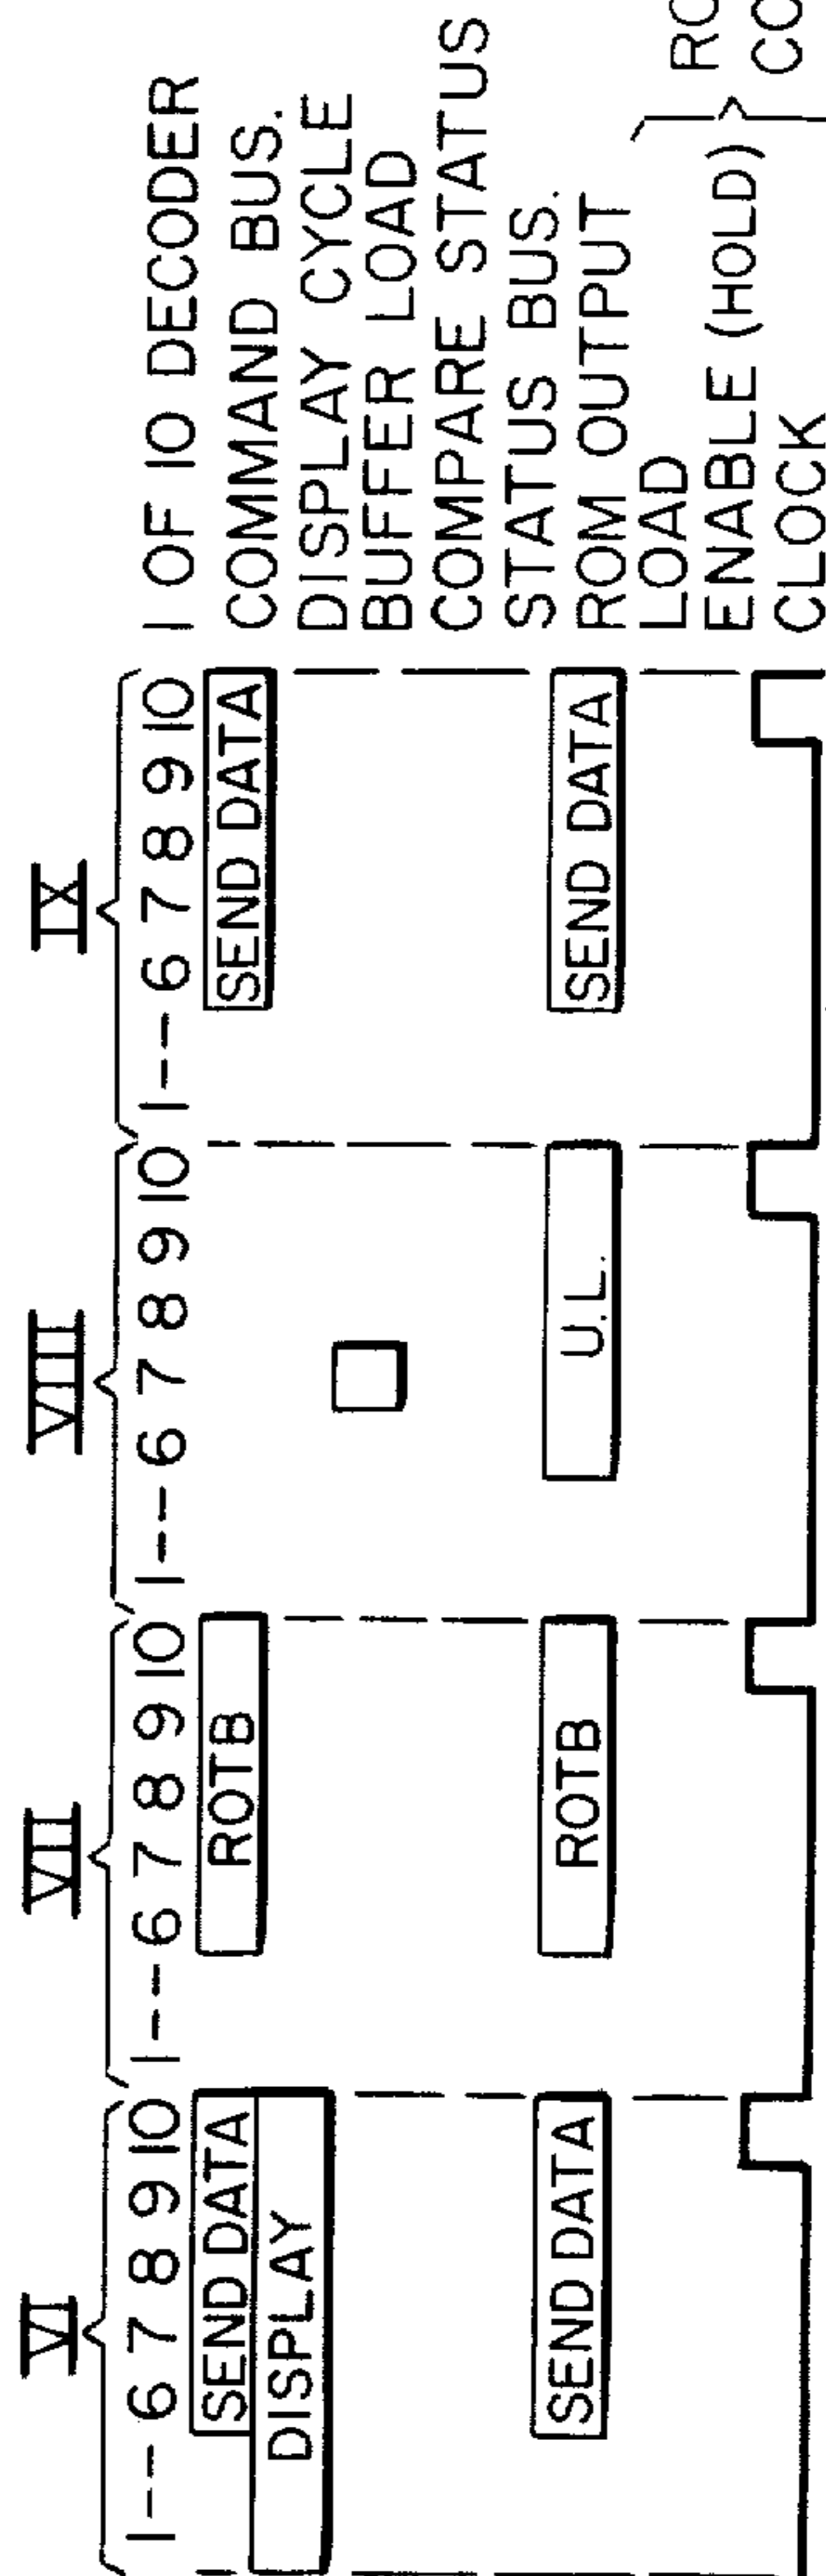 VI VII VIII IX
1--6 7 8 9 10 1--6 7 8 9 10 1--6 7 8 9 10 1--6 7 8 9 10 1 OF 10 DECODER
SEND DATA ROTB SEND DATA COMMAND BUS.
DISPLAY DISPLAY CYCLE
BUFFER LOAD
COMPARE STATUS
SEND DATA ROTB U.L. SEND DATA STATUS BUS.
ROM OUTPUT
LOAD
ENABLE (HOLD)
CLOCK
RO
CO